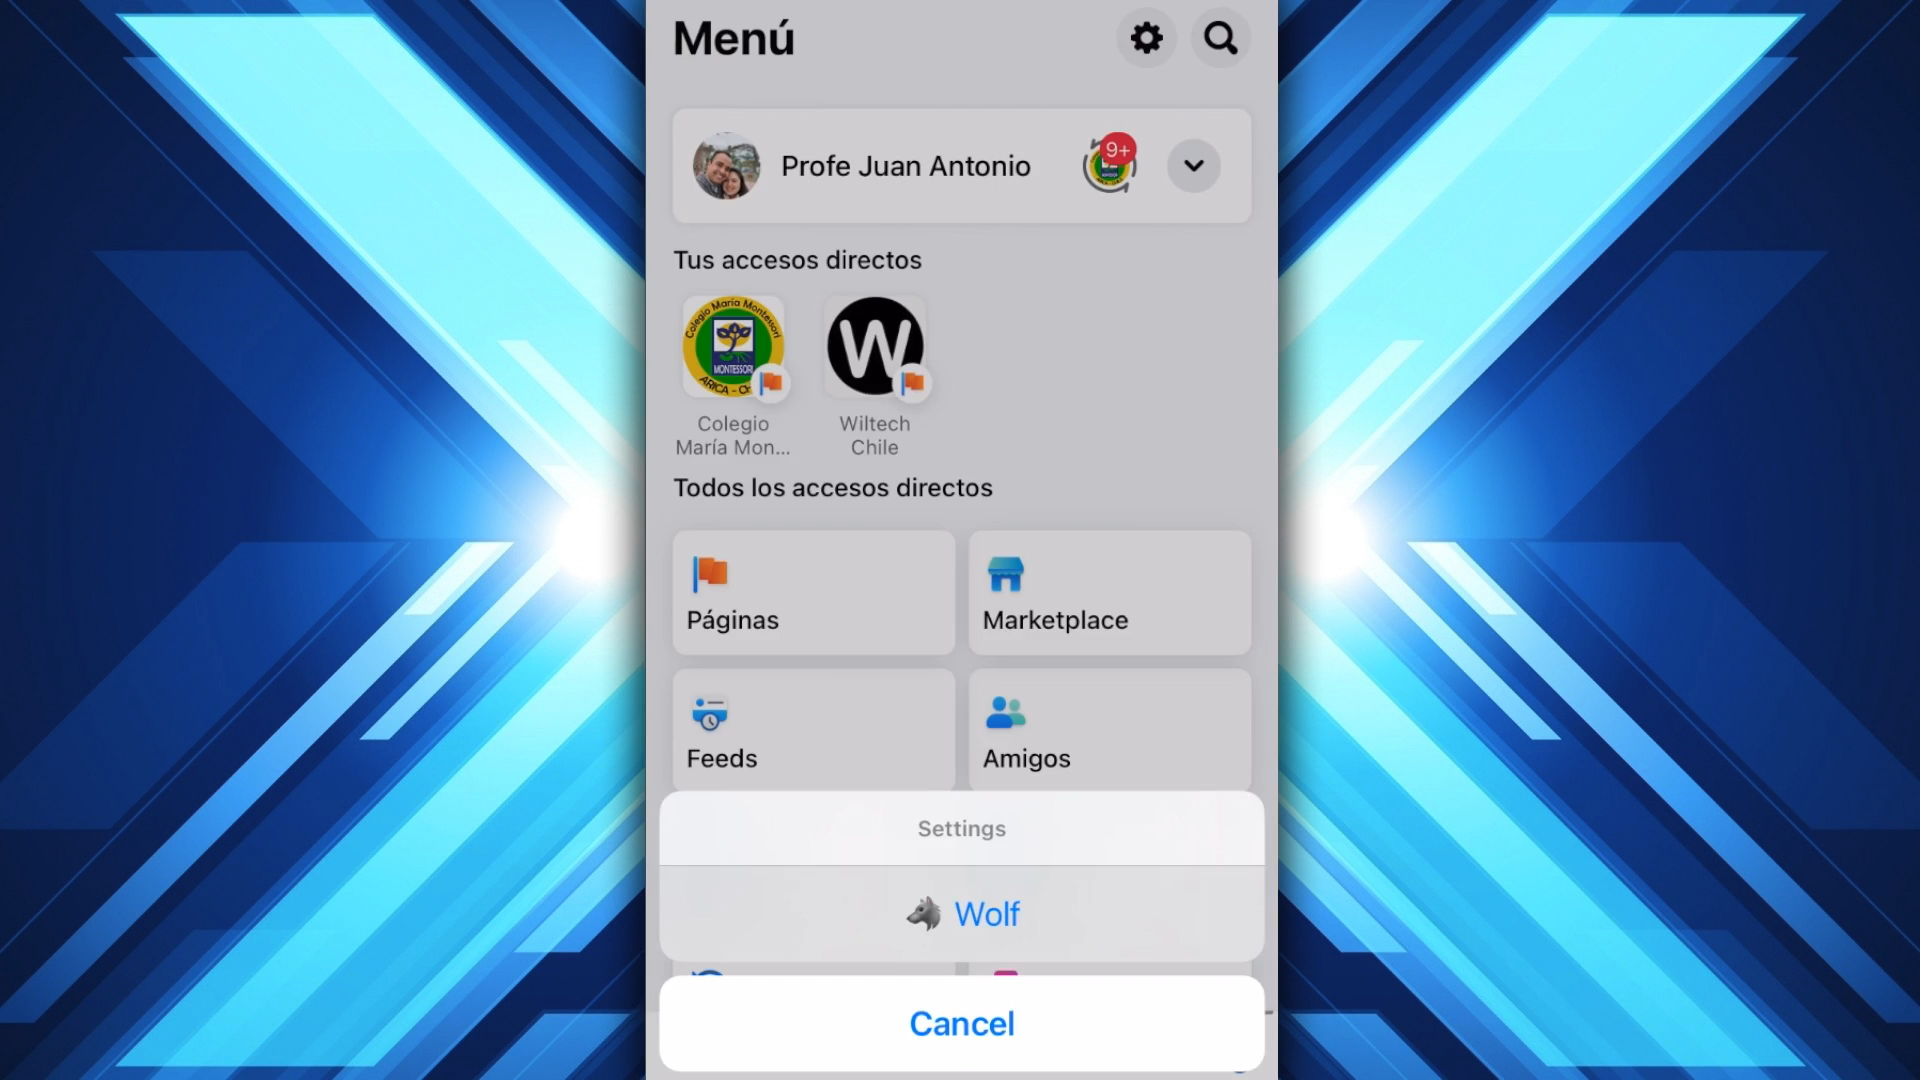 Menú
Profe Juan Antonio
9+
Tus accesos directos
Colegio María Montessori
MONTESSORI
ARICA - CH
W
Colegio
María Mon...
Wiltech
Chile
Todos los accesos directos
Páginas
Marketplace
Feeds
Amigos
Settings
Wolf
Cancel